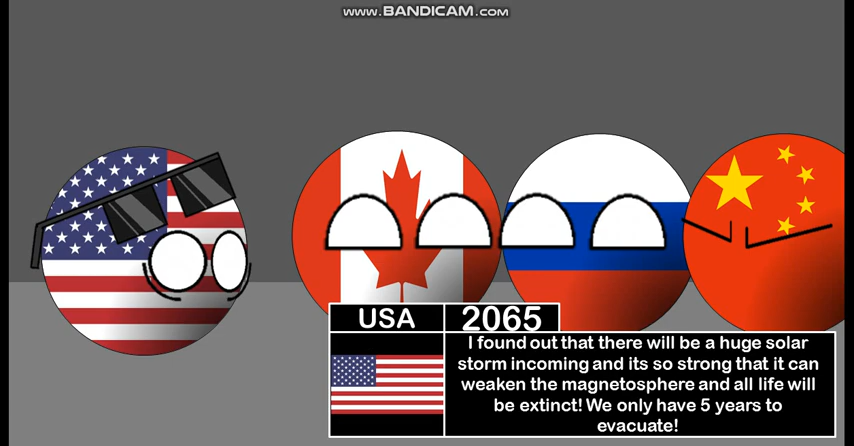 www.BANDICAM.com
USA 2065
I found out that there will be a huge solar
storm incoming and its so strong that it can
weaken the magnetosphere and all life will
be extinct! We only have 5 years to
evacuate!